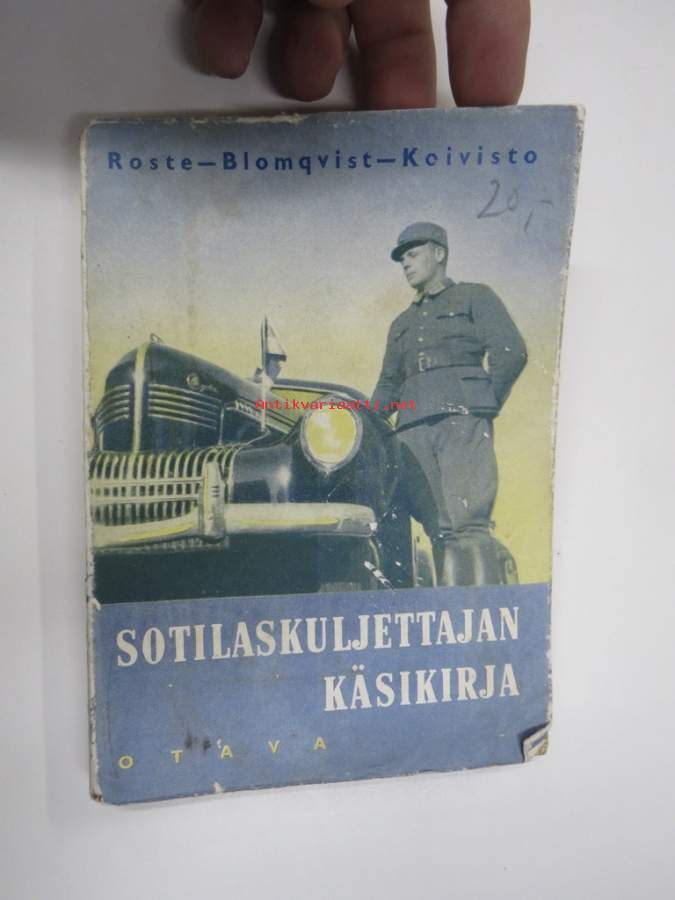 Roste—Blomqvist—Koivisto
20,-
Antikvariaatti.net
SOTILASKULJETTAJAN
KÄSIKIRJA
OTAVA